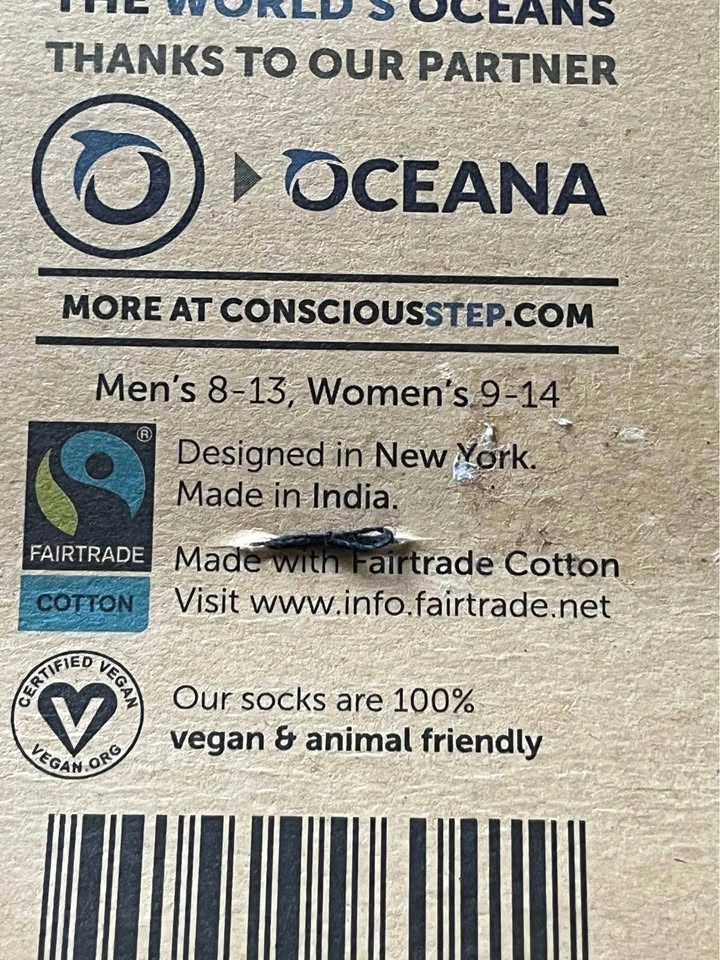 THE WORLD'S OCEANS
THANKS TO OUR PARTNER
OCEANA
MORE AT CONSCIOUSSTEP.COM
Men's 8-13, Women's 9-14
®
FAIRTRADE
COTTON
Designed in New York.
Made in India.
Made with Fairtrade Cotton
Visit www.info.fairtrade.net
CERTIFIED VEGAN
V
VEGAN.ORG
Our socks are 100%
vegan & animal friendly